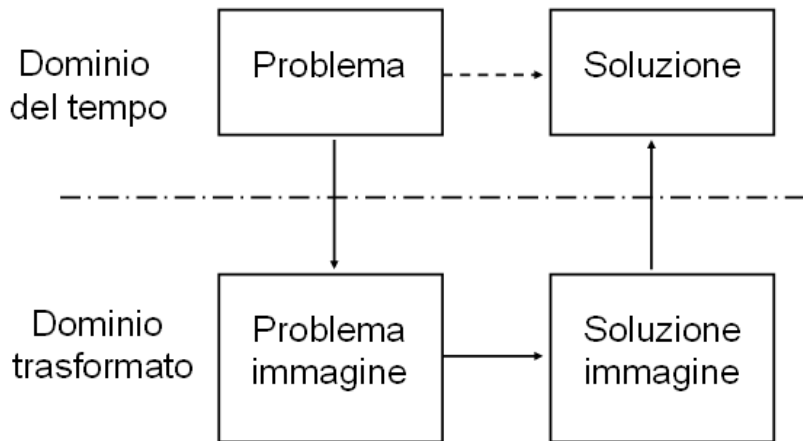 Dominio
del tempo
Problema
Soluzione
Dominio
trasformato
Problema
immagine
Soluzione
immagine